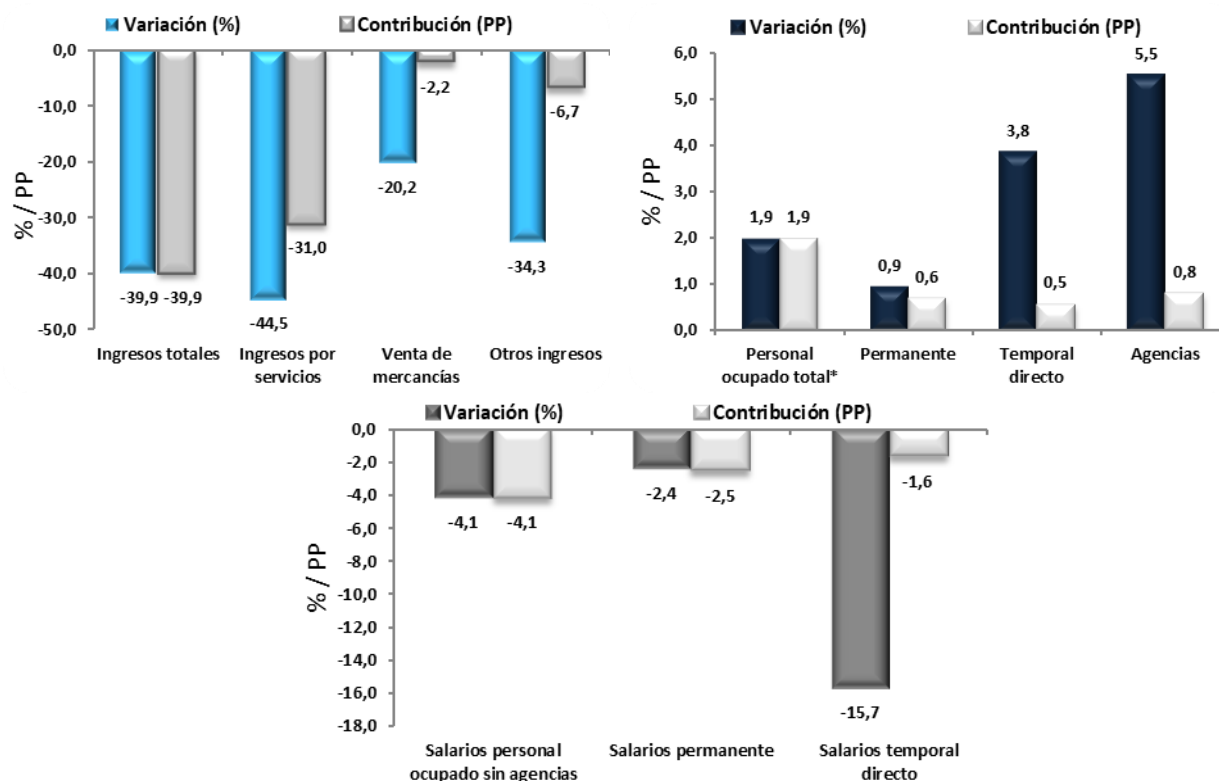 Variación (%) Contribución (PP)
0,0
-10,0
-20,0
-30,0
-40,0
-50,0
% / PP
-39,9 -39,9
-44,5
-31,0
-20,2
-2,2
-34,3
-6,7
Ingresos totales
Ingresos por
servicios
Venta de
mercancías
Otros ingresos
Variación (%) Contribución (PP)
6,0
5,0
4,0
3,0
2,0
1,0
0,0
% / PP
1,9 1,9
0,9 0,6
3,8
0,5
5,5
0,8
Personal
ocupado total*
Permanente
Temporal
directo
Agencias
Variación (%) Contribución (PP)
0,0
-2,0
-4,0
-6,0
-8,0
-10,0
-12,0
-14,0
-16,0
-18,0
% / PP
-4,1 -4,1
-2,4 -2,5
-15,7
-1,6
Salarios personal
ocupado sin agencias
Salarios permanente
Salarios temporal
directo